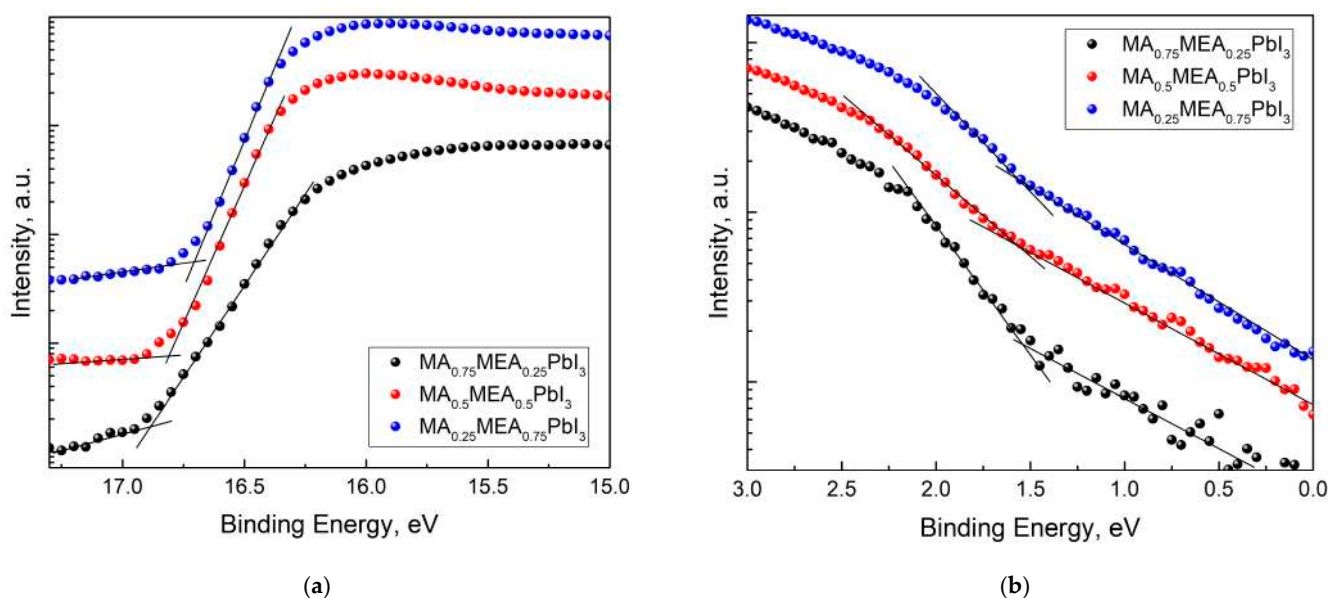 Intensity, a.u.
MA0.75MEA0.25PbI3
MA0.5MEA0.5PbI3
MA0.25MEA0.75PbI3
17.0 16.5 16.0 15.5 15.0
Binding Energy, eV
(a)
Intensity, a.u.
MA0.75MEA0.25PbI3
MA0.5MEA0.5PbI3
MA0.25MEA0.75PbI3
3.0 2.5 2.0 1.5 1.0 0.5 0.0
Binding Energy, eV
(b)